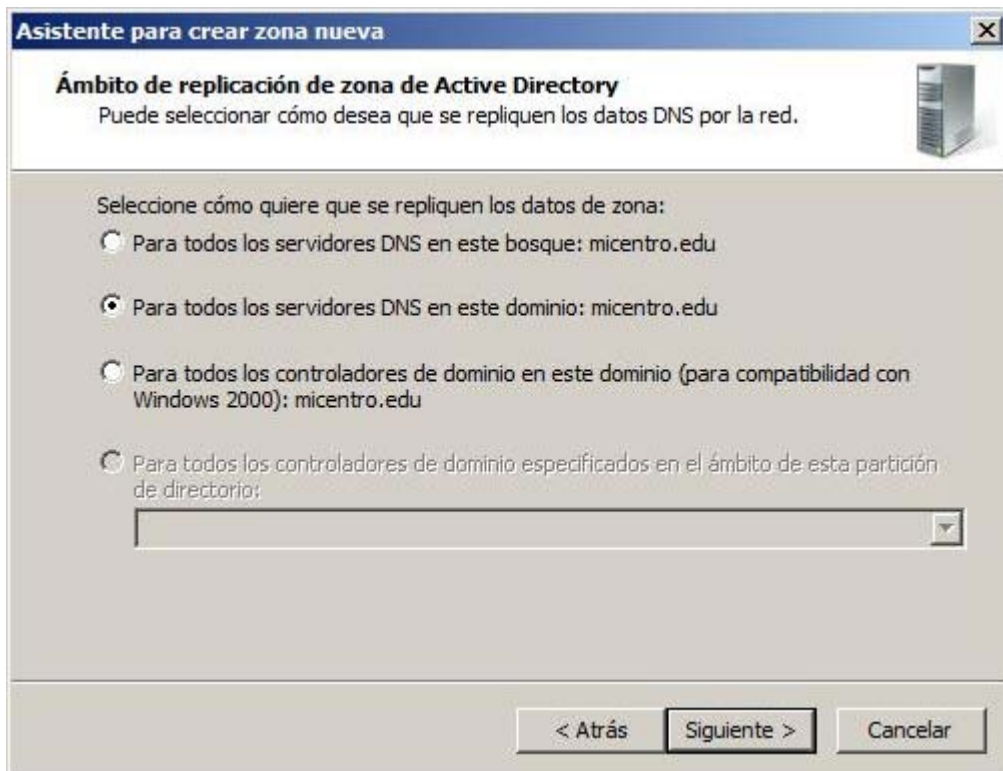 Asistente para crear zona nueva
Ámbito de replicación de zona de Active Directory
Puede seleccionar cómo desea que se repliquen los datos DNS por la red.
Seleccione cómo quiere que se repliquen los datos de zona:
Para todos los servidores DNS en este bosque: micentro.edu
Para todos los servidores DNS en este dominio: micentro.edu
Para todos los controladores de dominio en este dominio (para compatibilidad con
Windows 2000): micentro.edu
Para todos los controladores de dominio especificados en el ámbito de esta partición
de directorio:
< Atrás Siguiente > Cancelar